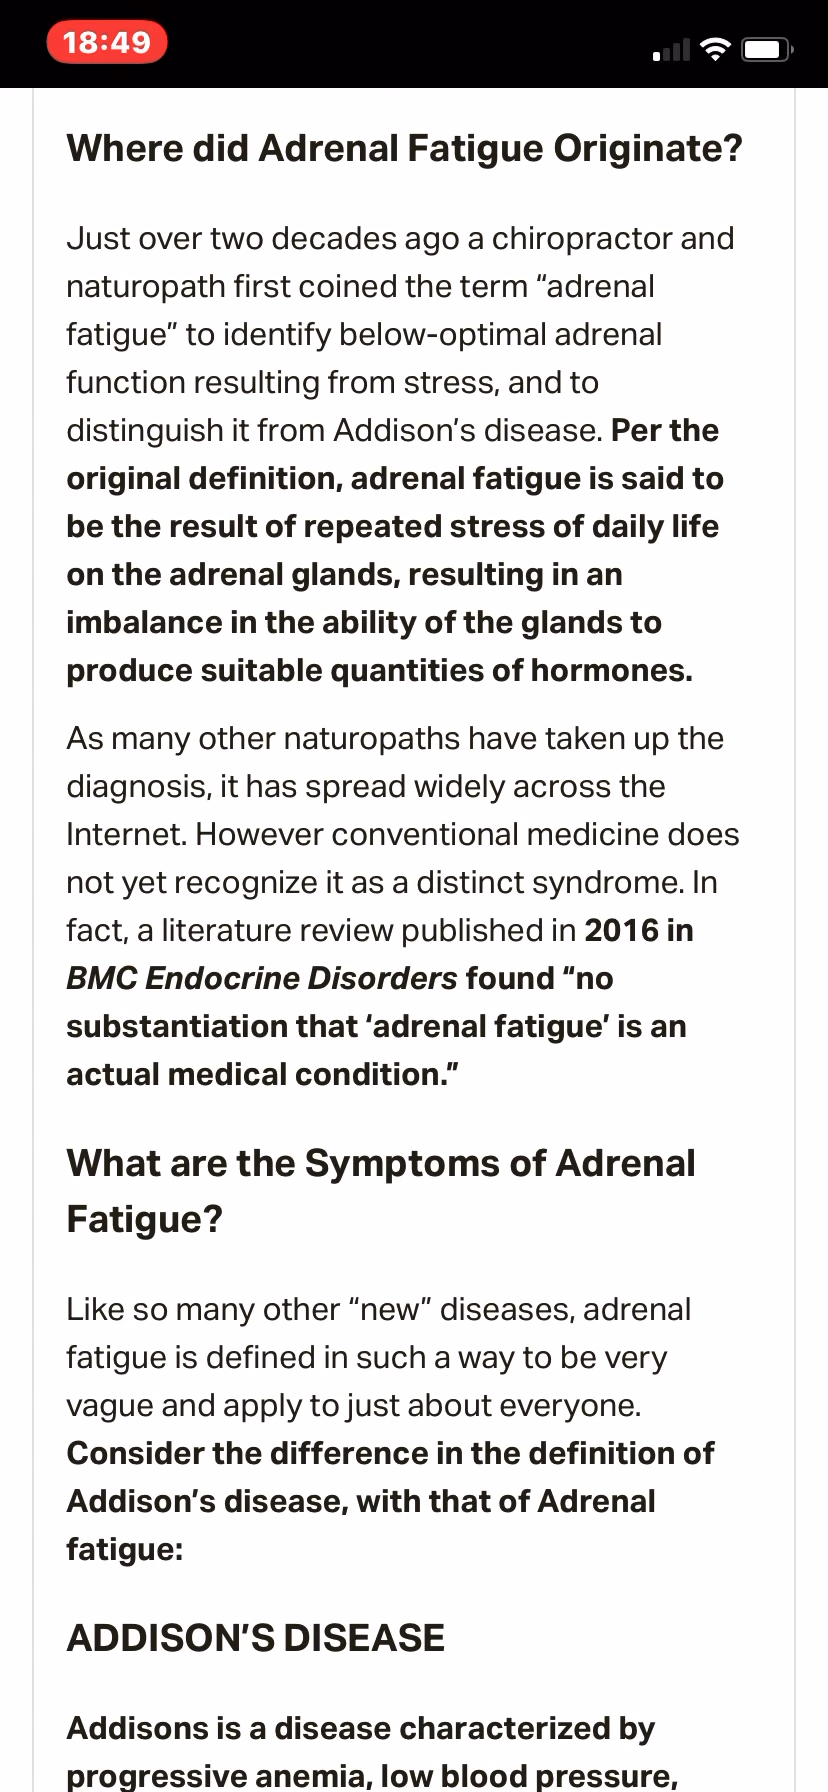 18:49
Where did Adrenal Fatigue Originate?
Just over two decades ago a chiropractor and
naturopath first coined the term “adrenal
fatigue” to identify below-optimal adrenal
function resulting from stress, and to
distinguish it from Addison’s disease. Per the
original definition, adrenal fatigue is said to
be the result of repeated stress of daily life
on the adrenal glands, resulting in an
imbalance in the ability of the glands to
produce suitable quantities of hormones.
As many other naturopaths have taken up the
diagnosis, it has spread widely across the
Internet. However conventional medicine does
not yet recognize it as a distinct syndrome. In
fact, a literature review published in 2016 in
BMC Endocrine Disorders found “no
substantiation that ‘adrenal fatigue’ is an
actual medical condition.”
What are the Symptoms of Adrenal
Fatigue?
Like so many other “new” diseases, adrenal
fatigue is defined in such a way to be very
vague and apply to just about everyone.
Consider the difference in the definition of
Addison’s disease, with that of Adrenal
fatigue:
ADDISON’S DISEASE
Addisons is a disease characterized by
progressive anemia, low blood pressure,